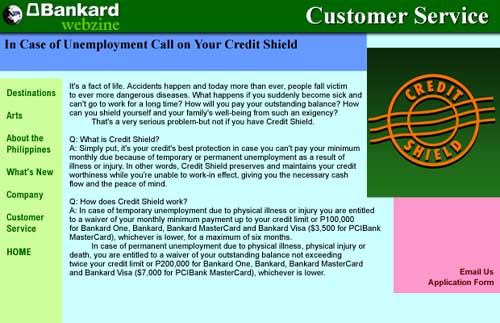 Bankard
webzine
Customer Service
In Case of Unemployment Call on Your Credit Shield
Destinations
Arts
About the
Philippines
What's New
Company
Customer
Service
HOME
It's a fact of life. Accidents happen and today more than ever, people fall victim
to ever more dangerous diseases. What happens if you suddenly become sick and
can't go to work for a long time? How will you pay your outstanding balance? How
can you shield yourself and your family's well-being from such an exigency?
That's a very serious problem-but not if you have Credit Shield.
Q: What is Credit Shield?
A: Simply put, it's your credit's best protection in case you can't pay your minimum
monthly due because of temporary or permanent unemployment as a result of
illness or injury. In other words, Credit Shield preserves and maintains your credit
worthiness while you're unable to work-in effect, giving you the necessary cash
flow and the peace of mind.
Q: How does Credit Shield work?
A: In case of temporary unemployment due to physical illness or injury you are entitled
to a waiver of your monthly minimum payment up to your credit limit or P100,000
for Bankard One, Bankard, Bankard MasterCard and Bankard Visa ($3,500 for PCIBank
MasterCard), whichever is lower, for a maximum of six months.
In case of permanent unemployment due to physical illness, physical injury or
death, you are entitled to a waiver of your outstanding balance not exceeding
twice your credit limit or P200,000 for Bankard One, Bankard, Bankard MasterCard
and Bankard Visa ($7,000 for PCIBank MasterCard), whichever is lower.
CREDIT
SHIELD
Email Us
Application Form